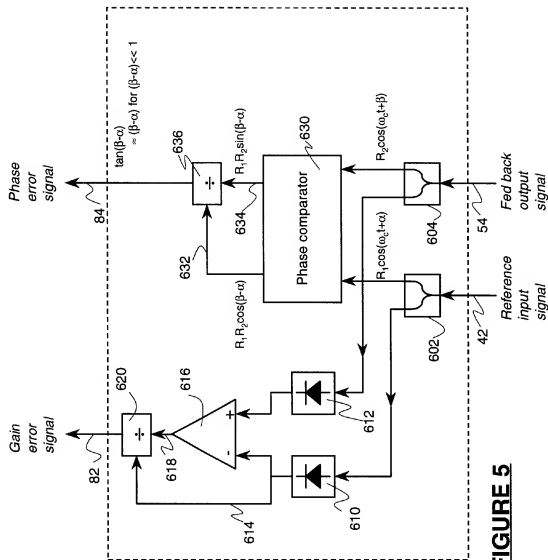 Gain
error
signal
Phase
error
signal
82
84
tan(β-α)
≈ (β-α) for (β-α)<< 1
620
÷
636
÷
618
616
632
634
R₁R₂sin(β-α)
R₁R₂cos(β-α)
-
+
614
610
612
Phase comparator
630
R₁cos(ω꜀t+α)
R₂cos(ω꜀t+β)
602
604
42
54
Reference
input
signal
Fed back
output
signal
FIGURE 5